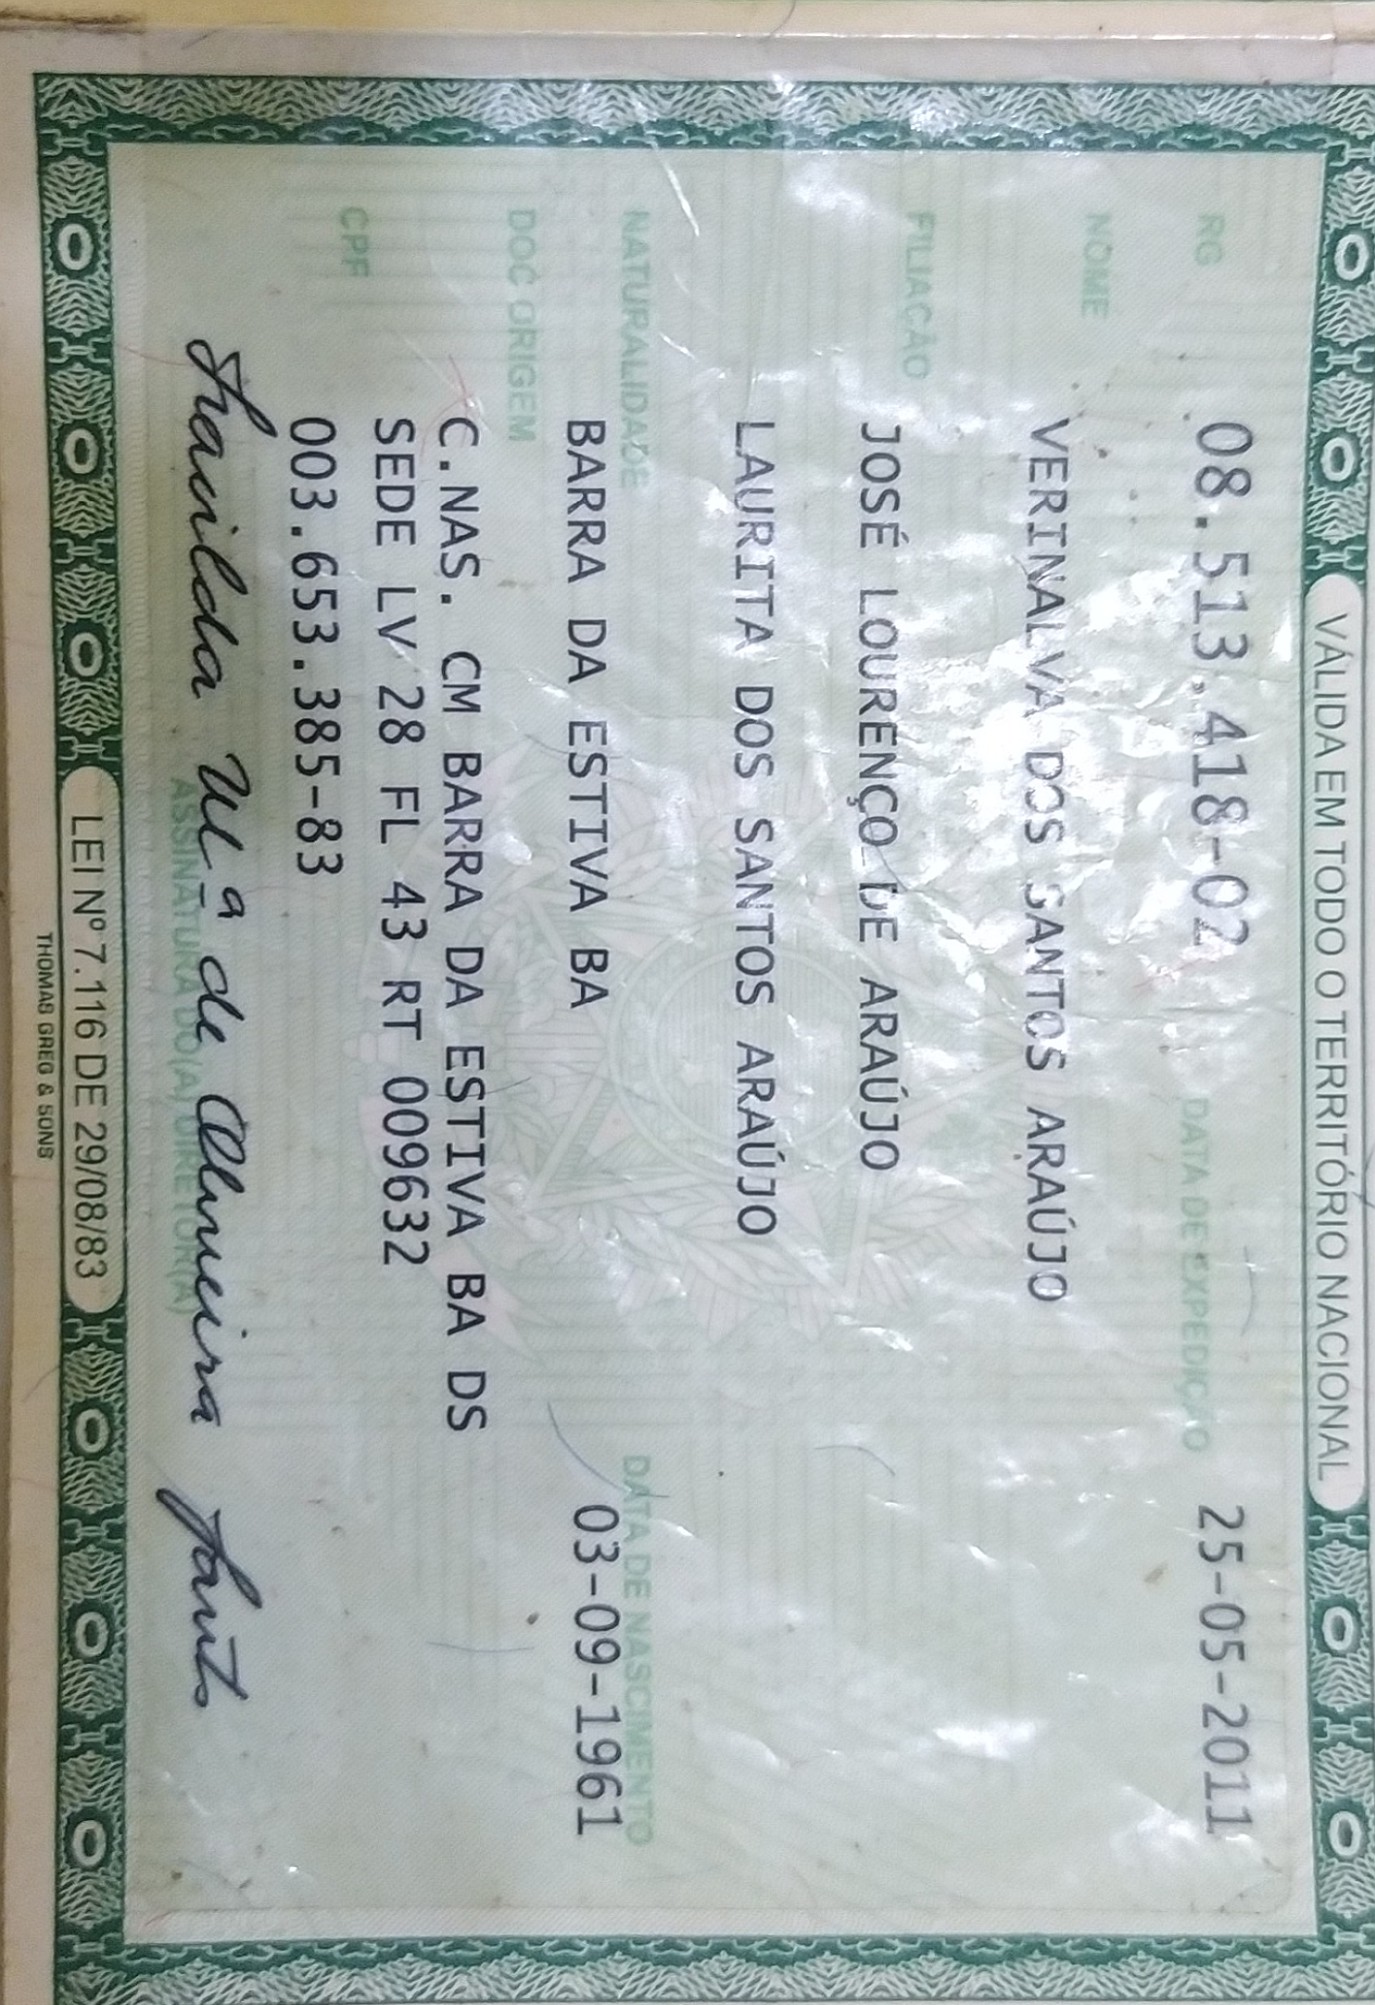 VÁLIDA EM TODO O TERRITÓRIO NACIONAL
RG 08.513.418-02 DATA DE EXPEDIÇÃO 25-05-2011
NOME
VERINALVA DOS SANTOS ARAÚJO
FILIAÇÃO
JOSÉ LOURENÇO DE ARAÚJO
LAURITA DOS SANTOS ARAÚJO
NATURALIDADE DATA DE NASCIMENTO
BARRA DA ESTIVA BA 03-09-1961
DOC ORIGEM
C.NAS. CM BARRA DA ESTIVA BA DS
SEDE LV 28 FL 43 RT 009632
CPF
003.653.385-83
Mª de
ASSINATURA DO(A) DIRETOR(A)
LEI Nº 7.116 DE 29/08/83
THOMAS GREG & SONS